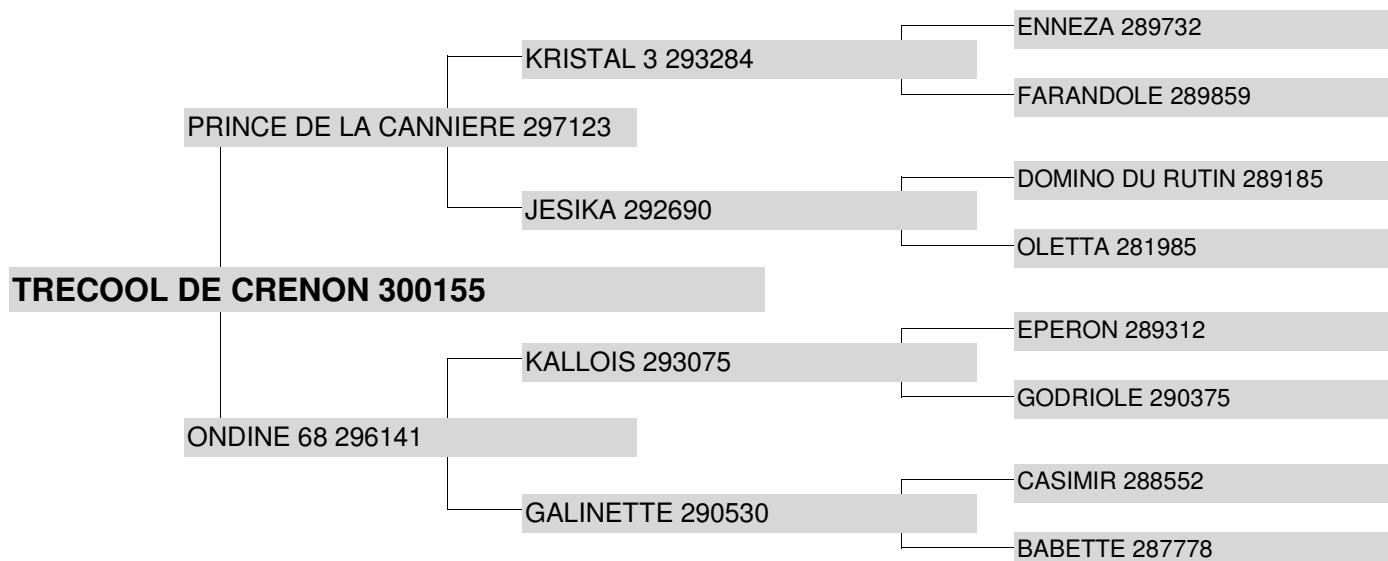 ENNEZA 289732
KRISTAL 3 293284
FARANDOLE 289859
PRINCE DE LA CANNIERE 297123
DOMINO DU RUTIN 289185
JESIKA 292690
OLETTA 281985
TRECOOL DE CRENON 300155
EPERON 289312
KALLOIS 293075
GODRIOLE 290375
ONDINE 68 296141
CASIMIR 288552
GALINETTE 290530
BABETTE 287778